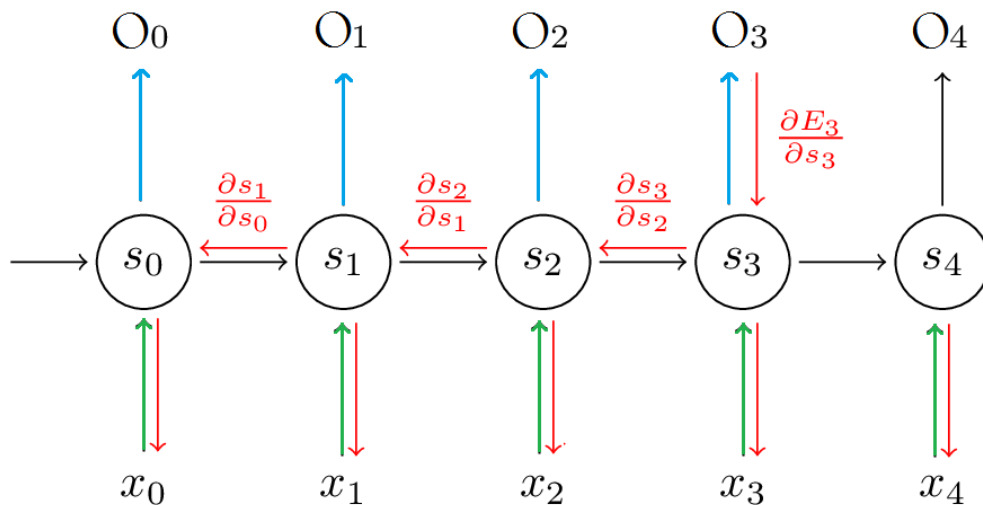 O₀ O₁ O₂ O₃ O₄
∂E₃/∂s₃
∂s₁/∂s₀ ∂s₂/∂s₁ ∂s₃/∂s₂
s₀ s₁ s₂ s₃ s₄
x₀ x₁ x₂ x₃ x₄